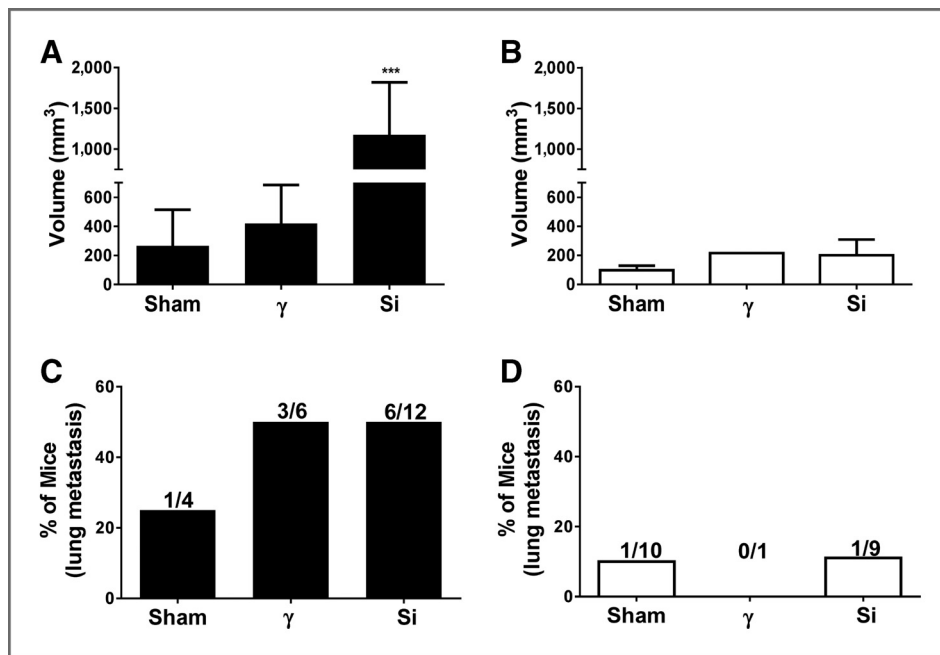 A
Volume (mm³)
2,000
1,500
1,000
600
400
200
0
***
Sham
γ
Si
B
Volume (mm³)
2,000
1,500
1,000
600
400
200
0
Sham
γ
Si
C
% of Mice
(lung metastasis)
60
40
20
0
1/4
3/6
6/12
Sham
γ
Si
D
% of Mice
(lung metastasis)
60
40
20
0
1/10
0/1
1/9
Sham
γ
Si